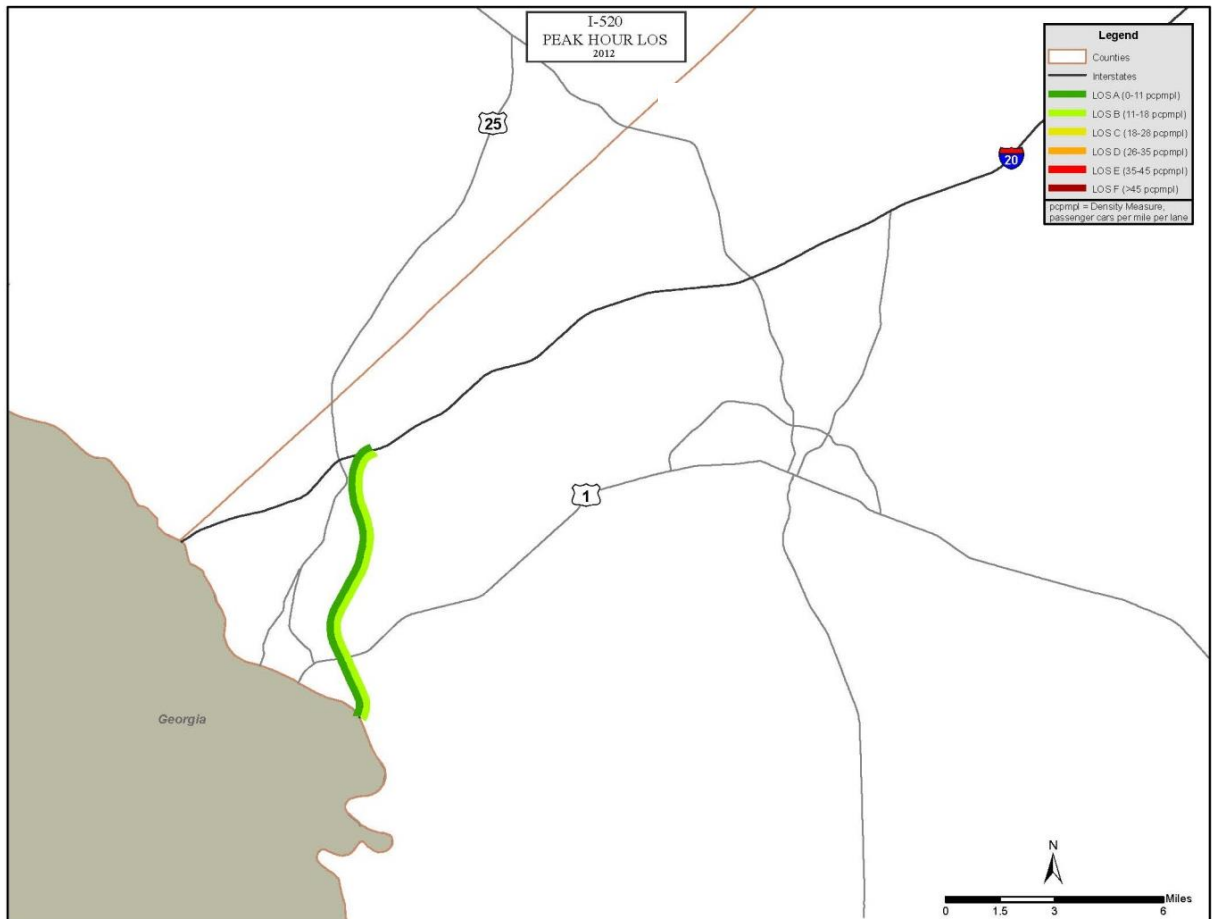 I-520
PEAK HOUR LOS
2012
Legend
Counties
Interstates
LOS A (0-11 pcpmpl)
LOS B (11-18 pcpmpl)
LOS C (18-28 pcpmpl)
LOS D (26-35 pcpmpl)
LOS E (35-45 pcpmpl)
LOS F (>45 pcpmpl)
pcpmpl = Density Measure,
passenger cars per mile per lane
25
20
1
Georgia
N
Miles
0 1.5 3 6